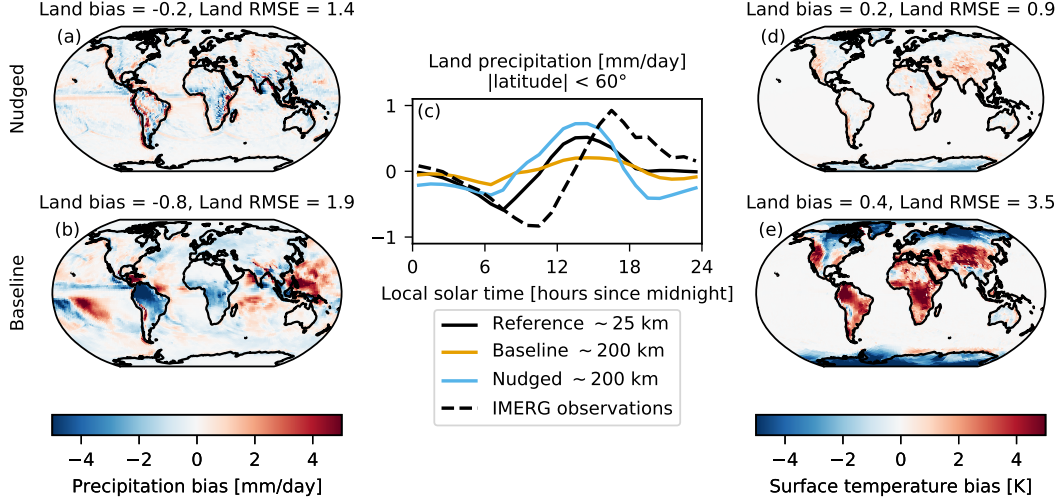 Land bias = -0.2, Land RMSE = 1.4
(a)
Nudged
Land bias = -0.8, Land RMSE = 1.9
(b)
Baseline
−4 −2 0 2 4
Precipitation bias [mm/day]
Land precipitation [mm/day]
|latitude| < 60°
(c)
1
0
−1
0 6 12 18 24
Local solar time [hours since midnight]
Reference ~ 25 km
Baseline ~ 200 km
Nudged ~ 200 km
IMERG observations
Land bias = 0.2, Land RMSE = 0.9
(d)
Land bias = 0.4, Land RMSE = 3.5
(e)
−4 −2 0 2 4
Surface temperature bias [K]